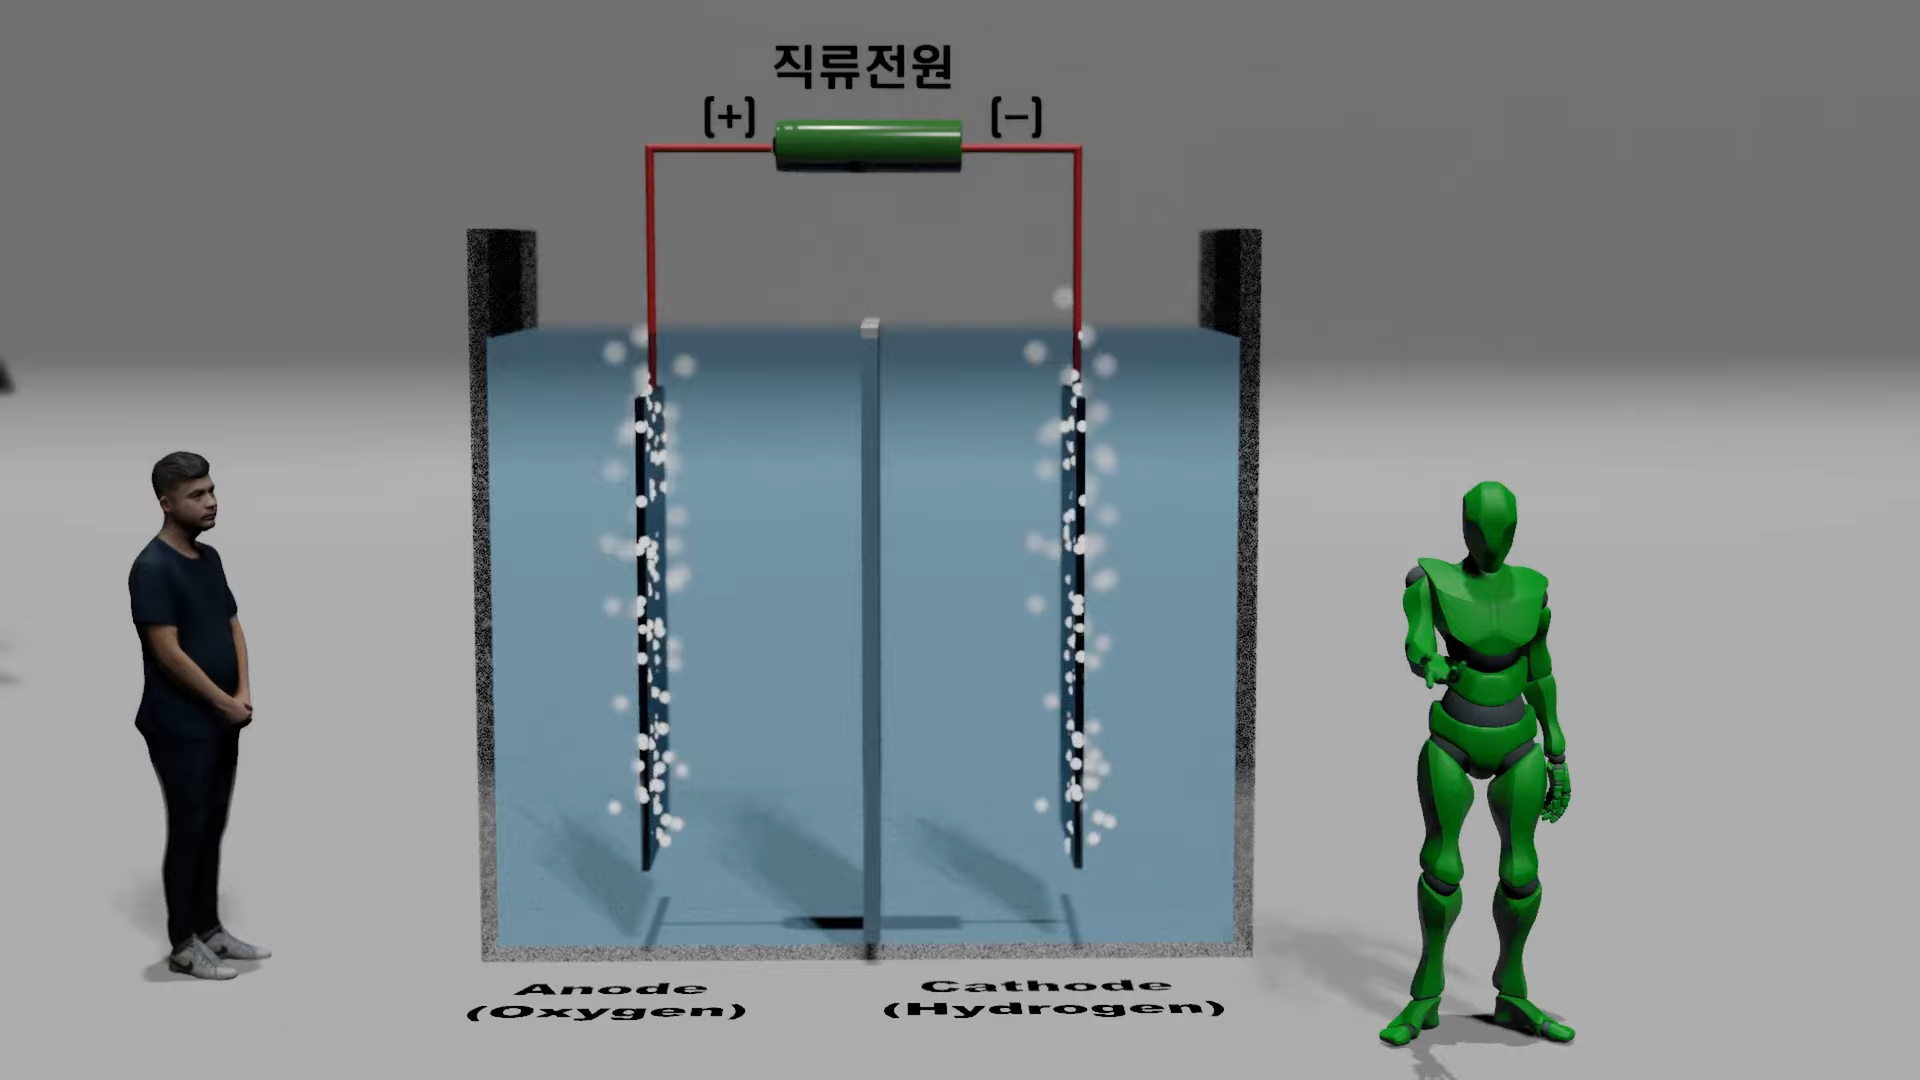 직류전원
[+] [−]
Anode
(Oxygen)
Cathode
(Hydrogen)